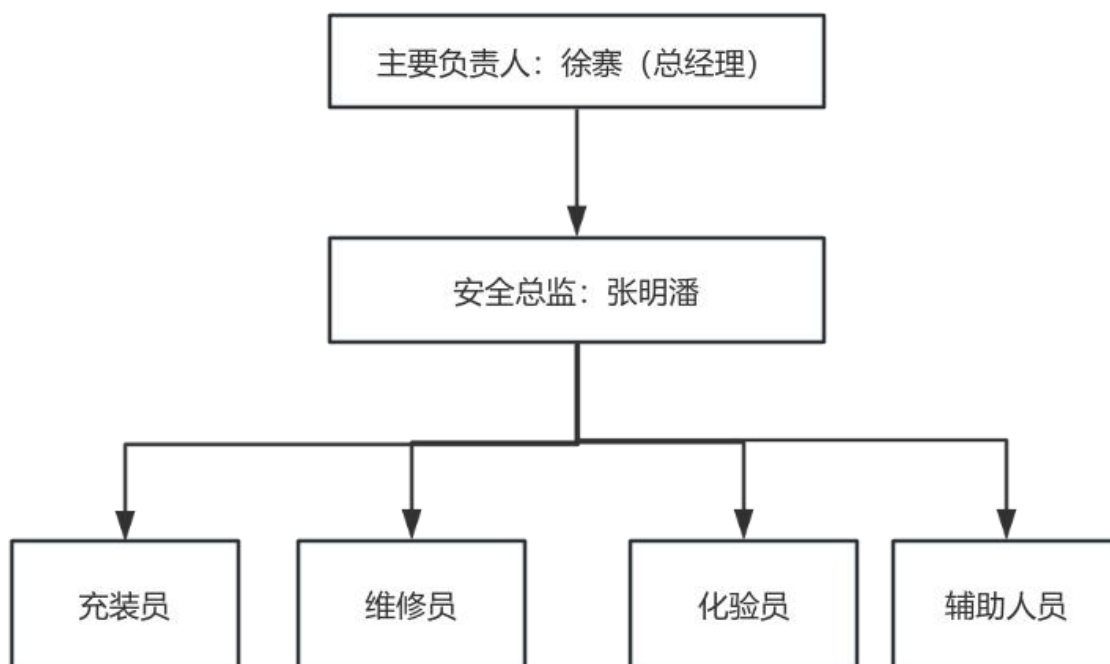 主要负责人：徐寨（总经理）
安全总监：张明潘
充装员
维修员
化验员
辅助人员